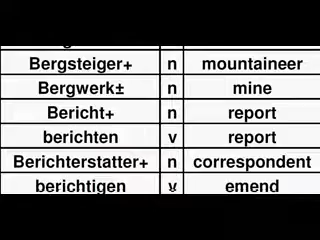 Bergsteiger+ n mountaineer
Bergwerk± n mine
Bericht+ n report
berichten v report
Berichterstatter+ n correspondent
berichtigen v emend